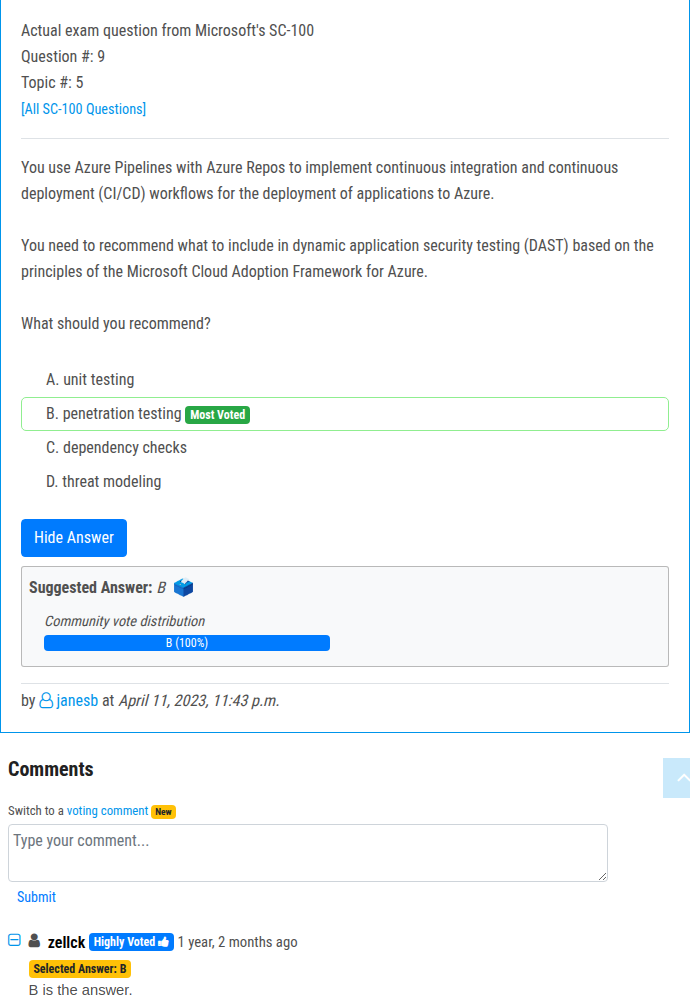 Actual exam question from Microsoft's SC-100
Question #: 9
Topic #: 5
[All SC-100 Questions]
You use Azure Pipelines with Azure Repos to implement continuous integration and continuous
deployment (CI/CD) workflows for the deployment of applications to Azure.
You need to recommend what to include in dynamic application security testing (DAST) based on the
principles of the Microsoft Cloud Adoption Framework for Azure.
What should you recommend?
A. unit testing
B. penetration testing Most Voted
C. dependency checks
D. threat modeling
Hide Answer
Suggested Answer: B
Community vote distribution
B (100%)
by janesb at April 11, 2023, 11:43 p.m.
Comments
Switch to a voting comment New
Type your comment...
Submit
zellck Highly Voted 1 year, 2 months ago
Selected Answer: B
B is the answer.